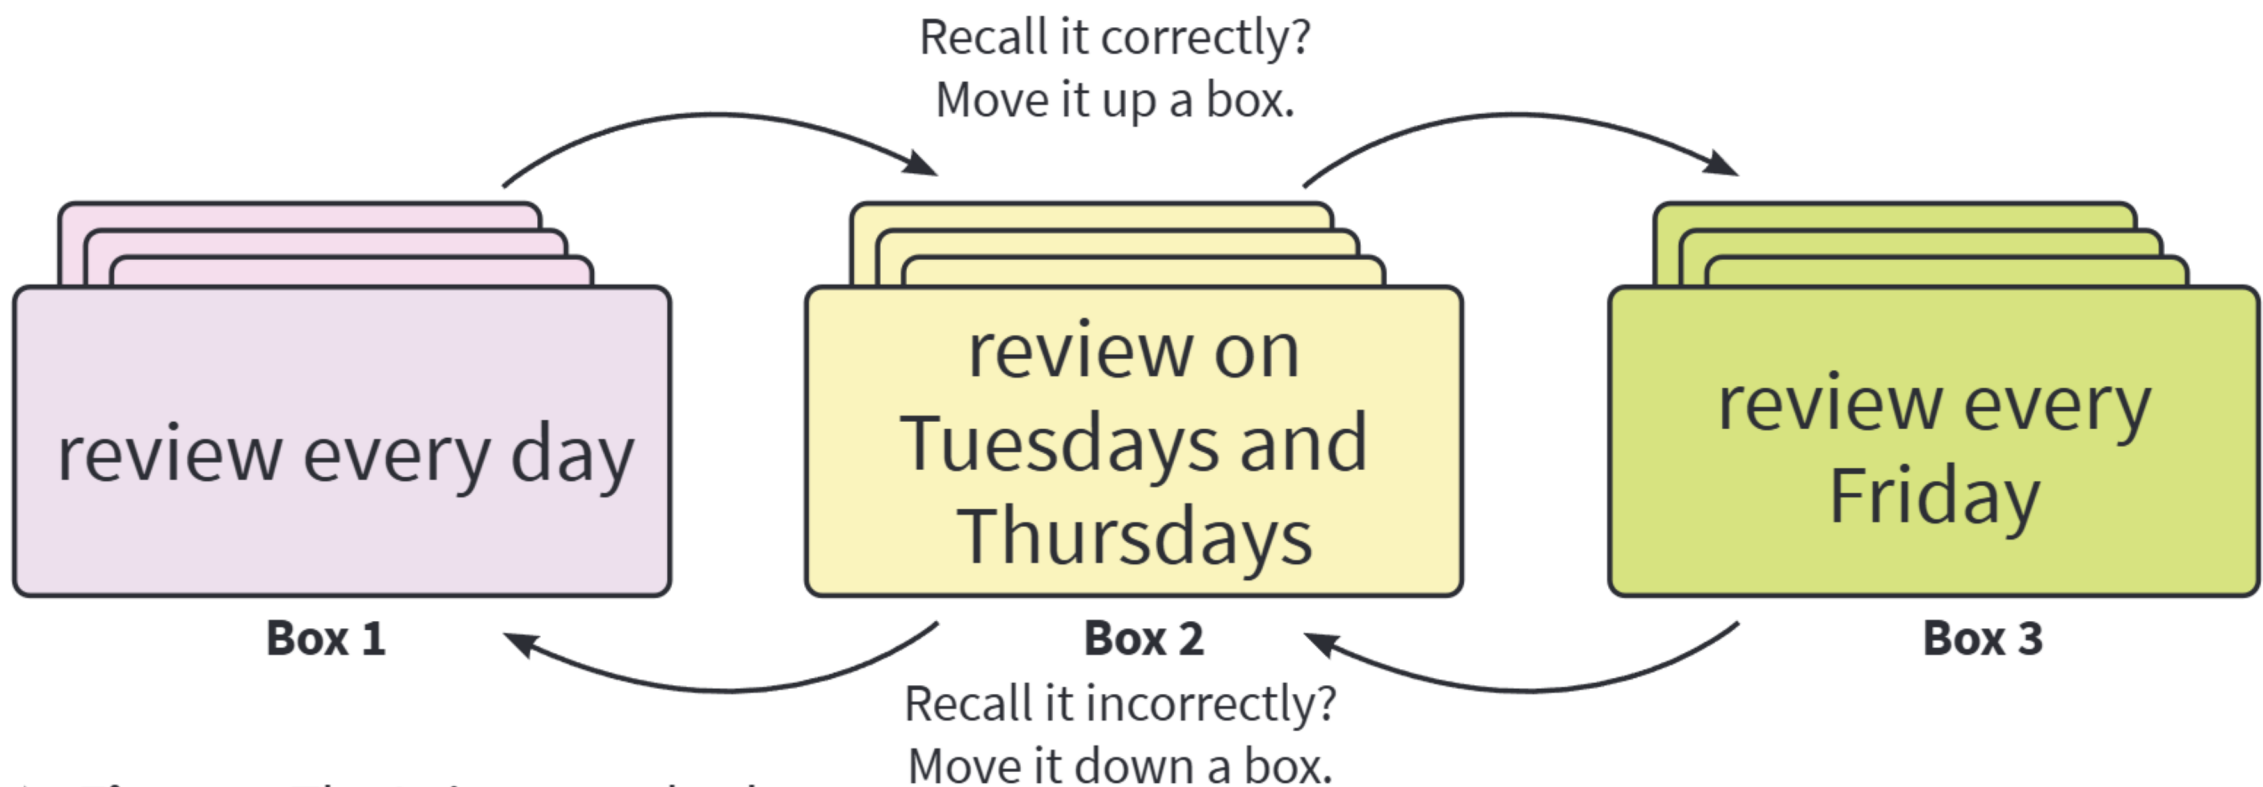 Recall it correctly?
Move it up a box.
review every day
review on
Tuesdays and
Thursdays
review every
Friday
Box 1
Box 2
Box 3
Recall it incorrectly?
Move it down a box.